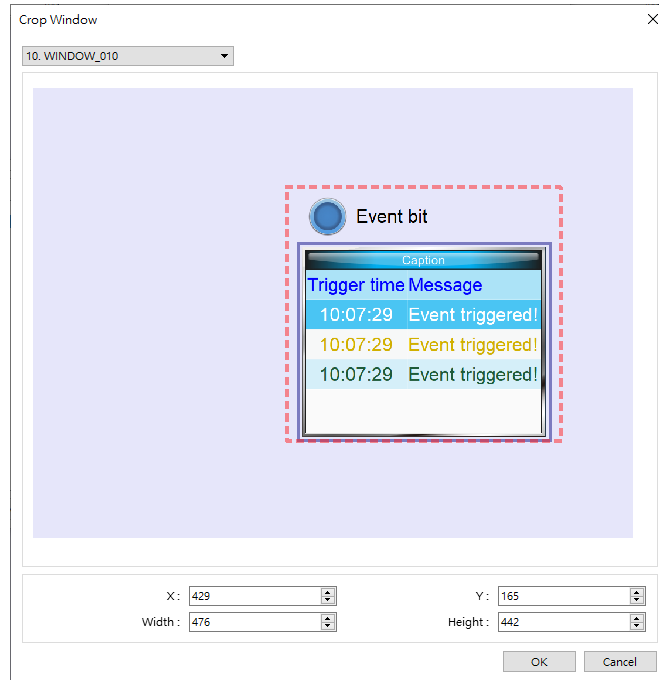 Crop Window
10. WINDOW_010
Event bit
Caption
Trigger time Message
10:07:29 Event triggered!
10:07:29 Event triggered!
10:07:29 Event triggered!
X : 429 Y : 165
Width : 476 Height : 442
OK Cancel